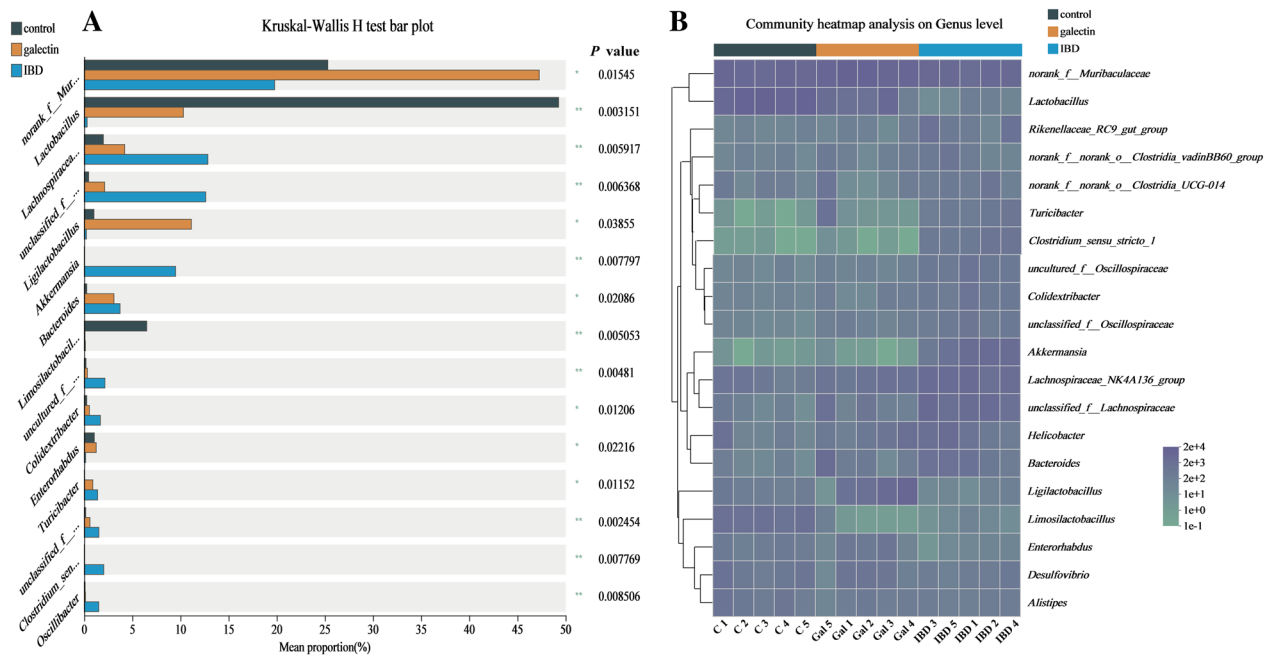 A
Kruskal-Wallis H test bar plot
control
galectin
IBD
P value
norank_f__Mur...
* 0.01545
Lactobacillus
** 0.003151
Lachnospiracea...
** 0.005917
unclassified_f__...
** 0.006368
Ligilactobacillus
* 0.03855
Akkermansia
** 0.007797
Bacteroides
* 0.02086
Limosilactobacil...
** 0.005053
uncultured_f__...
** 0.00481
Colidextribacter
* 0.01206
Enterorhabdus
* 0.02216
Turicibacter
* 0.01152
unclassified_f__...
** 0.002454
Clostridium_sen...
** 0.007769
Oscillibacter
** 0.008506
0 5 10 15 20 25 30 35 40 45 50
Mean proportion(%)
B
Community heatmap analysis on Genus level
control
galectin
IBD
norank_f__Muribaculaceae
Lactobacillus
Rikenellaceae_RC9_gut_group
norank_f__norank_o__Clostridia_vadinBB60_group
norank_f__norank_o__Clostridia_UCG-014
Turicibacter
Clostridium_sensu_stricto_1
uncultured_f__Oscillospiraceae
Colidextribacter
unclassified_f__Oscillospiraceae
Akkermansia
Lachnospiraceae_NK4A136_group
unclassified_f__Lachnospiraceae
Helicobacter
Bacteroides
Ligilactobacillus
Limosilactobacillus
Enterorhabdus
Desulfovibrio
Alistipes
2e+4
2e+3
2e+2
1e+1
1e+0
1e-1
C 1 C 2 C 3 C 4 C 5 Gal 5 Gal 1 Gal 2 Gal 3 Gal 4 IBD 3 IBD 5 IBD 1 IBD 2 IBD 4